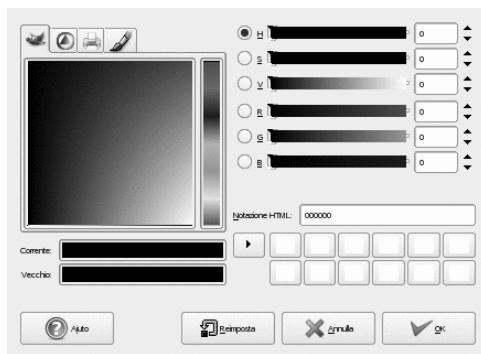 H 0
S 0
V 0
R 0
G 0
B 0
Notazione HTML: 000000
Corrente:
Vecchio:
Aiuto
Reimposta
Annulla
OK